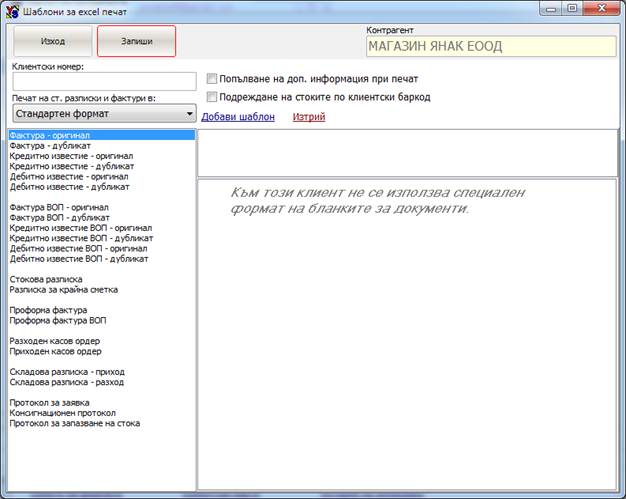 Шаблони за excel печат
Изход
Запиши
Контрагент
МАГАЗИН ЯНАК ЕООД
Клиентски номер:
Попълване на доп. информация при печат
Печат на ст. разписки и фактури в:
Подреждане на стоките по клиентски баркод
Стандартен формат
Добави шаблон
Изтрий
Фактура - оригинал
Фактура - дубликат
Кредитно известие - оригинал
Кредитно известие - дубликат
Дебитно известие - оригинал
Дебитно известие - дубликат
Фактура ВОП - оригинал
Фактура ВОП - дубликат
Кредитно известие ВОП - оригинал
Кредитно известие ВОП - дубликат
Дебитно известие ВОП - оригинал
Дебитно известие ВОП - дубликат
Стокова разписка
Разписка за крайна сметка
Проформа фактура
Проформа фактура ВОП
Разходен касов ордер
Приходен касов ордер
Складова разписка - приход
Складова разписка - разход
Протокол за заявка
Консигнационен протокол
Протокол за запазване на стока
Към този клиент не се използва специален
формат на бланките за документи.